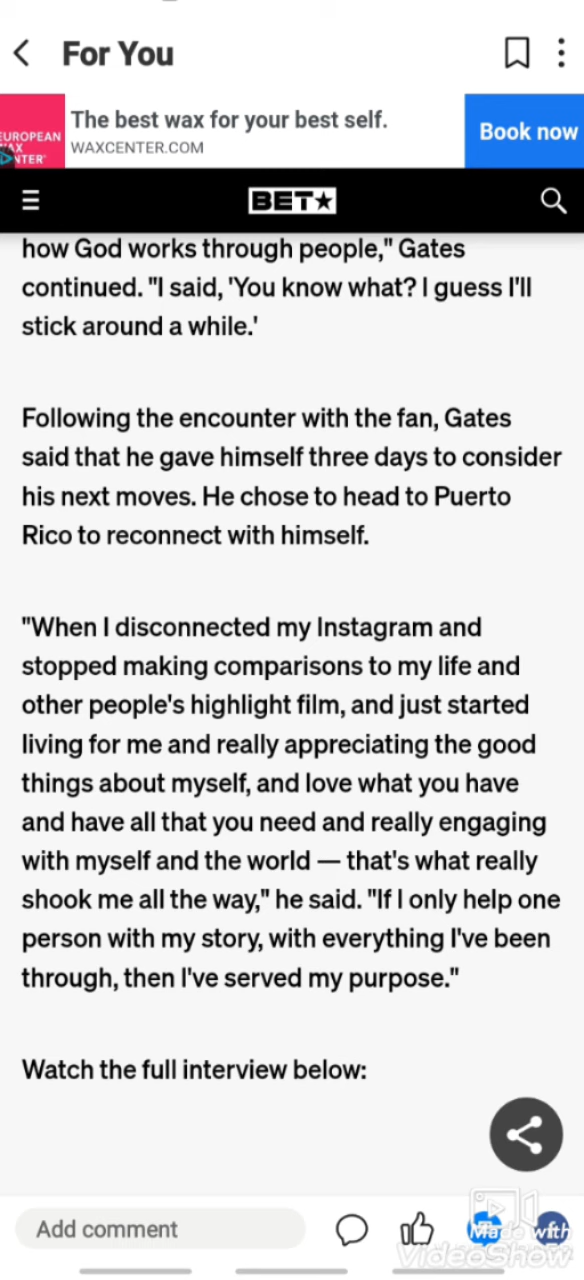 For You
The best wax for your best self.
Book now
EUROPEAN
WAX
NTER
WAXCENTER.COM
BET
how God works through people," Gates
continued. "I said, 'You know what? I guess I'll
stick around a while.'
Following the encounter with the fan, Gates
said that he gave himself three days to consider
his next moves. He chose to head to Puerto
Rico to reconnect with himself.
"When I disconnected my Instagram and
stopped making comparisons to my life and
other people's highlight film, and just started
living for me and really appreciating the good
things about myself, and love what you have
and have all that you need and really engaging
with myself and the world — that's what really
shook me all the way," he said. "If I only help one
person with my story, with everything I've been
through, then I've served my purpose."
Watch the full interview below:
Add comment
Made with
VideoShow